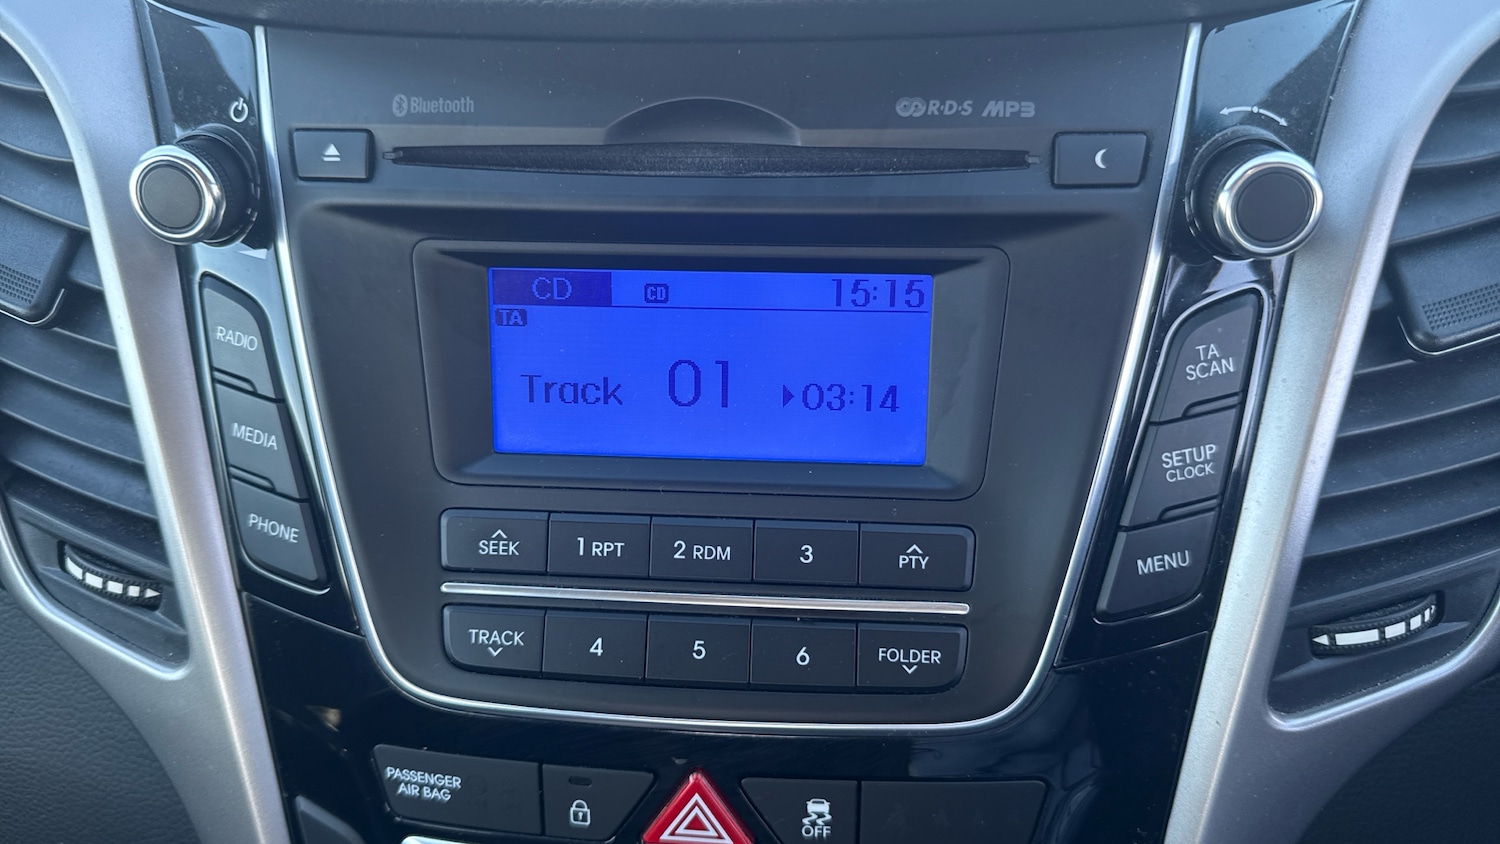 Bluetooth
R·D·S MP3
CD CD 15:15
TA
Track 01 03:14
RADIO
MEDIA
PHONE
TA
SCAN
SETUP
CLOCK
MENU
SEEK 1 RPT 2 RDM 3 PTY
TRACK 4 5 6 FOLDER
PASSENGER
AIR BAG
OFF